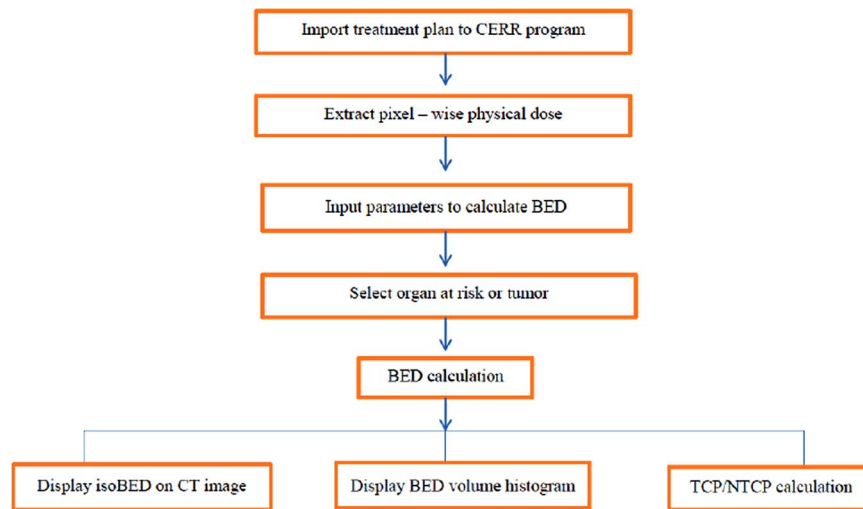 Import treatment plan to CERR program
Extract pixel – wise physical dose
Input parameters to calculate BED
Select organ at risk or tumor
BED calculation
Display isoBED on CT image
Display BED volume histogram
TCP/NTCP calculation